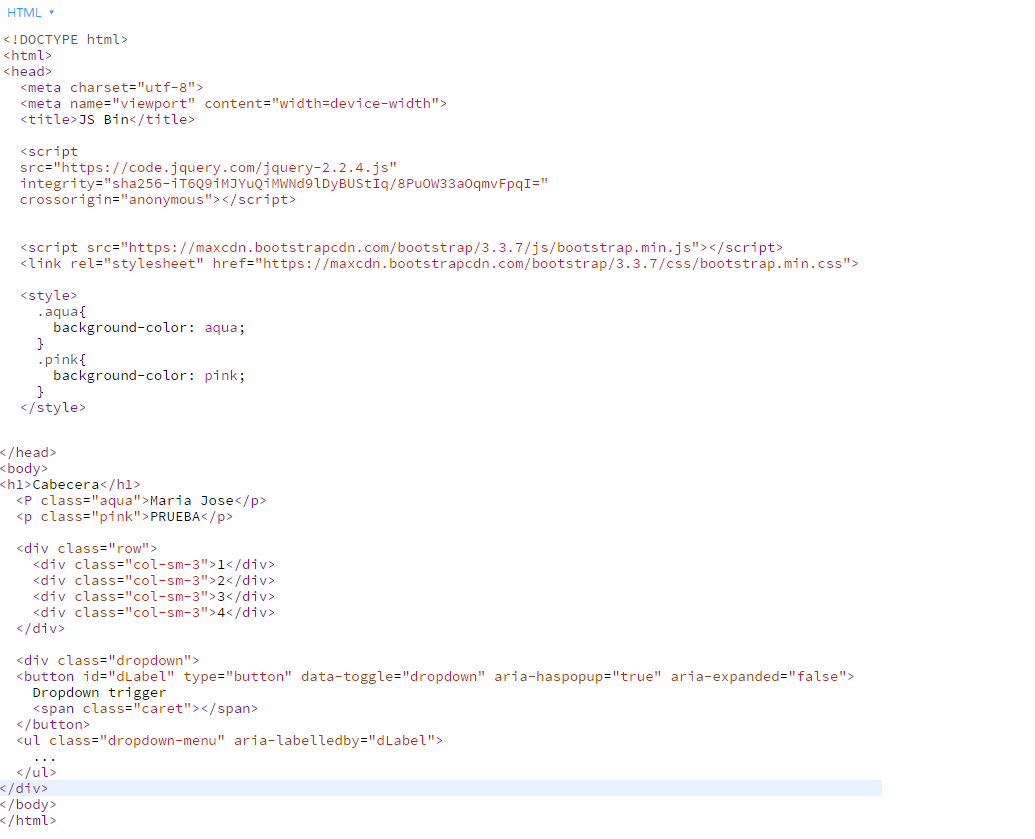 HTML ▾
<!DOCTYPE html>
<html>
<head>
  <meta charset="utf-8">
  <meta name="viewport" content="width=device-width">
  <title>JS Bin</title>
  <script
  src="https://code.jquery.com/jquery-2.2.4.js"
  integrity="sha256-iT6Q9iMJYuQiMWNd9lDyBUStIq/8PuOW33aOqmvFpqI="
  crossorigin="anonymous"></script>
  <script src="https://maxcdn.bootstrapcdn.com/bootstrap/3.3.7/js/bootstrap.min.js"></script>
  <link rel="stylesheet" href="https://maxcdn.bootstrapcdn.com/bootstrap/3.3.7/css/bootstrap.min.css">
  <style>
    .aqua{
      background-color: aqua;
    }
    .pink{
      background-color: pink;
    }
  </style>
</head>
<body>
<h1>Cabecera</h1>
  <P class="aqua">Maria Jose</p>
  <p class="pink">PRUEBA</p>
  <div class="row">
    <div class="col-sm-3">1</div>
    <div class="col-sm-3">2</div>
    <div class="col-sm-3">3</div>
    <div class="col-sm-3">4</div>
  </div>
  <div class="dropdown">
  <button id="dLabel" type="button" data-toggle="dropdown" aria-haspopup="true" aria-expanded="false">
    Dropdown trigger
    <span class="caret"></span>
  </button>
  <ul class="dropdown-menu" aria-labelledby="dLabel">
    ...
  </ul>
</div>
</body>
</html>